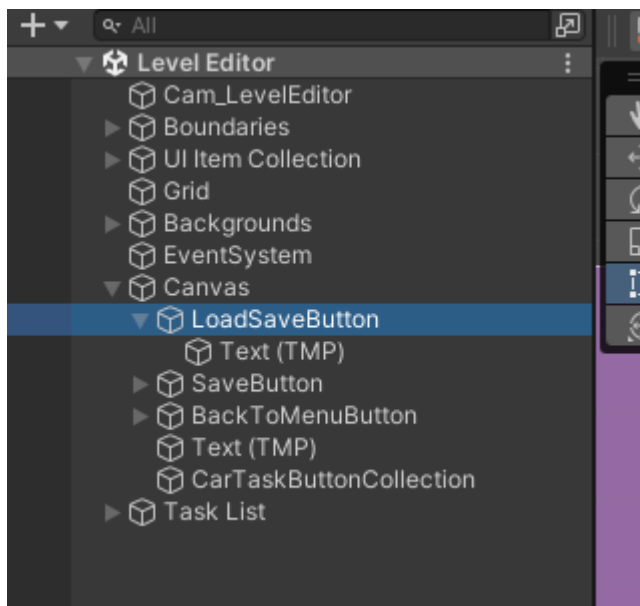 All
Level Editor
Cam_LevelEditor
Boundaries
UI Item Collection
Grid
Backgrounds
EventSystem
Canvas
LoadSaveButton
Text (TMP)
SaveButton
BackToMenuButton
Text (TMP)
CarTaskButtonCollection
Task List